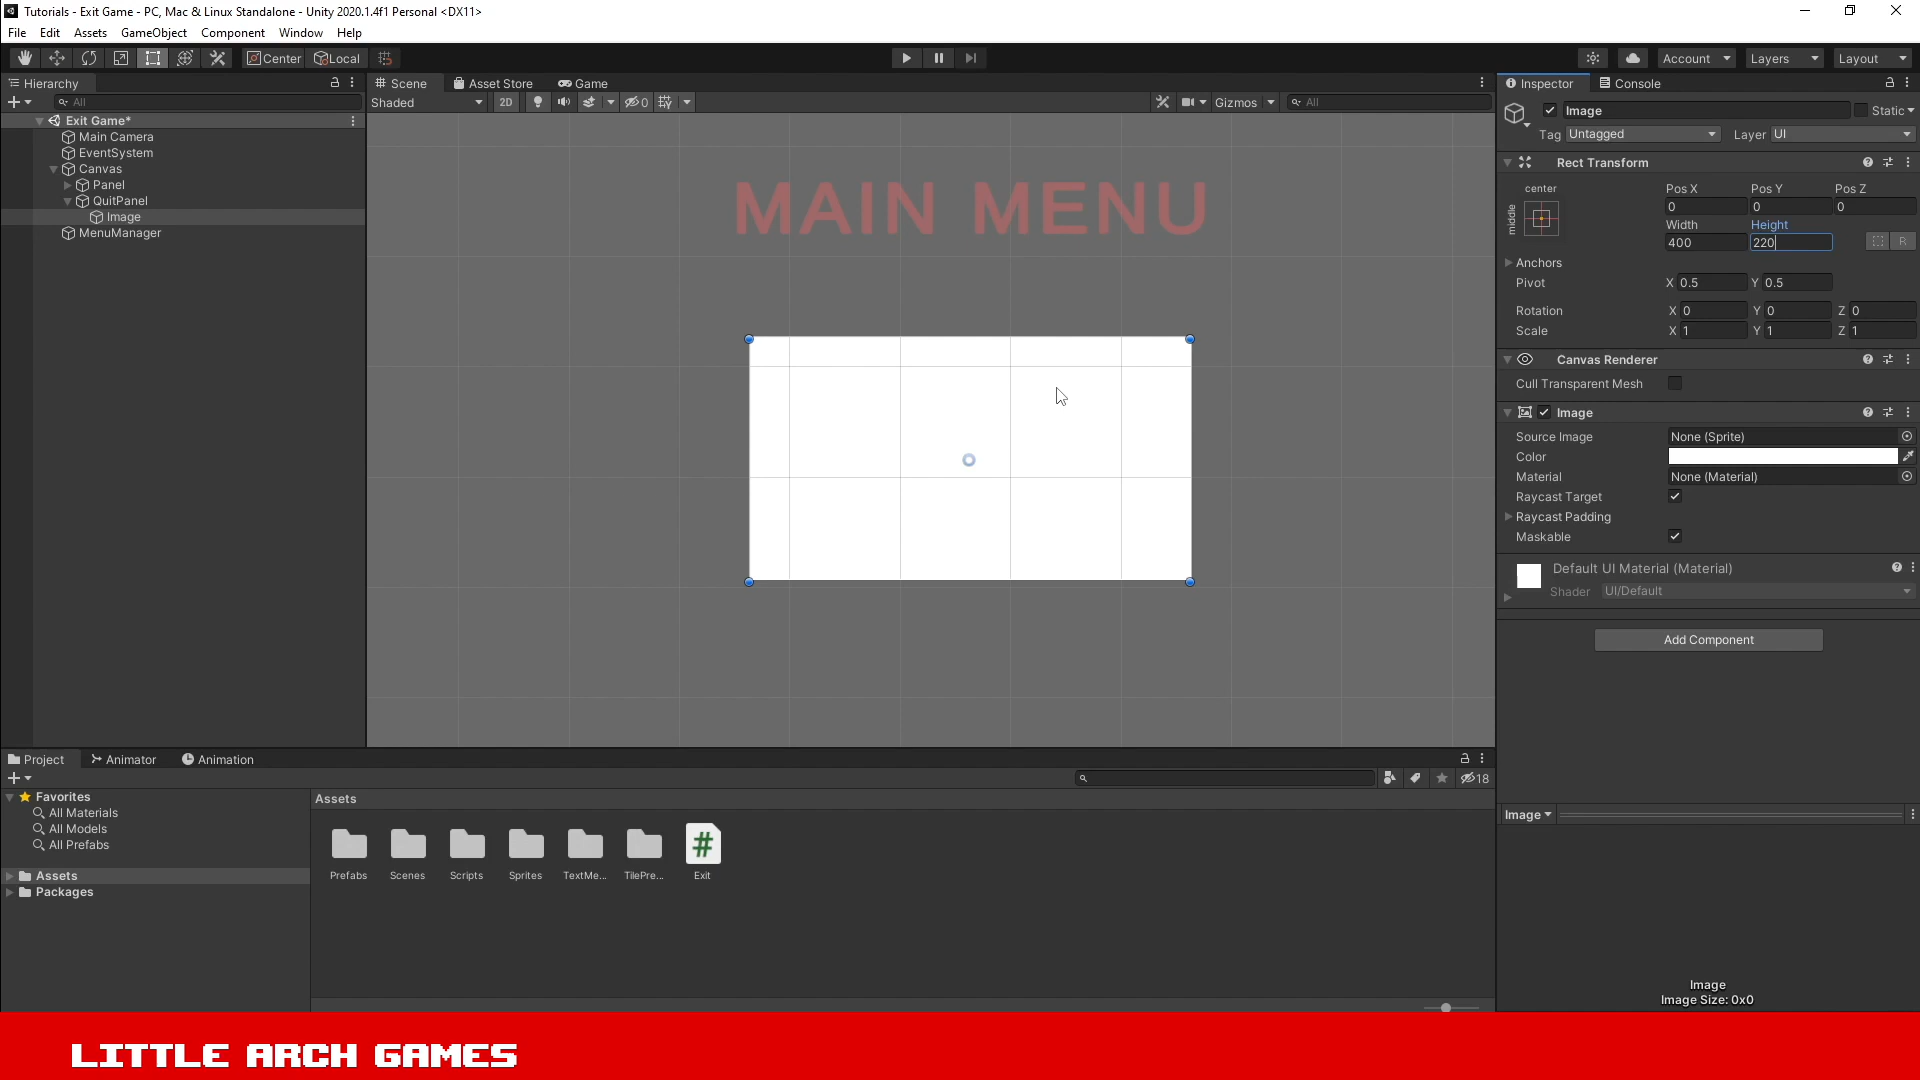 Tutorials - Exit Game - PC, Mac & Linux Standalone - Unity 2020.1.4f1 Personal <DX11>
File Edit Assets GameObject Component Window Help
Center Local Account Layers Layout
Hierarchy
All
Exit Game*
Main Camera
EventSystem
Canvas
Panel
QuitPanel
Image
MenuManager
Scene Asset Store Game
Shaded 2D 0 Gizmos All
MAIN MENU
Inspector Console
Image Static
Tag Untagged Layer UI
Rect Transform
center
middle
Pos X Pos Y Pos Z
0 0 0
Width Height
400 220
R
Anchors
Pivot X 0.5 Y 0.5
Rotation X 0 Y 0 Z 0
Scale X 1 Y 1 Z 1
Canvas Renderer
Cull Transparent Mesh
Image
Source Image None (Sprite)
Color
Material None (Material)
Raycast Target
Raycast Padding
Maskable
Default UI Material (Material)
Shader UI/Default
Add Component
Image
Image
Image Size: 0x0
Project Animator Animation
18
Favorites
All Materials
All Models
All Prefabs
Assets
Packages
Assets
Prefabs Scenes Scripts Sprites TextMe... TilePre... Exit
#
LITTLE ARCH GAMES